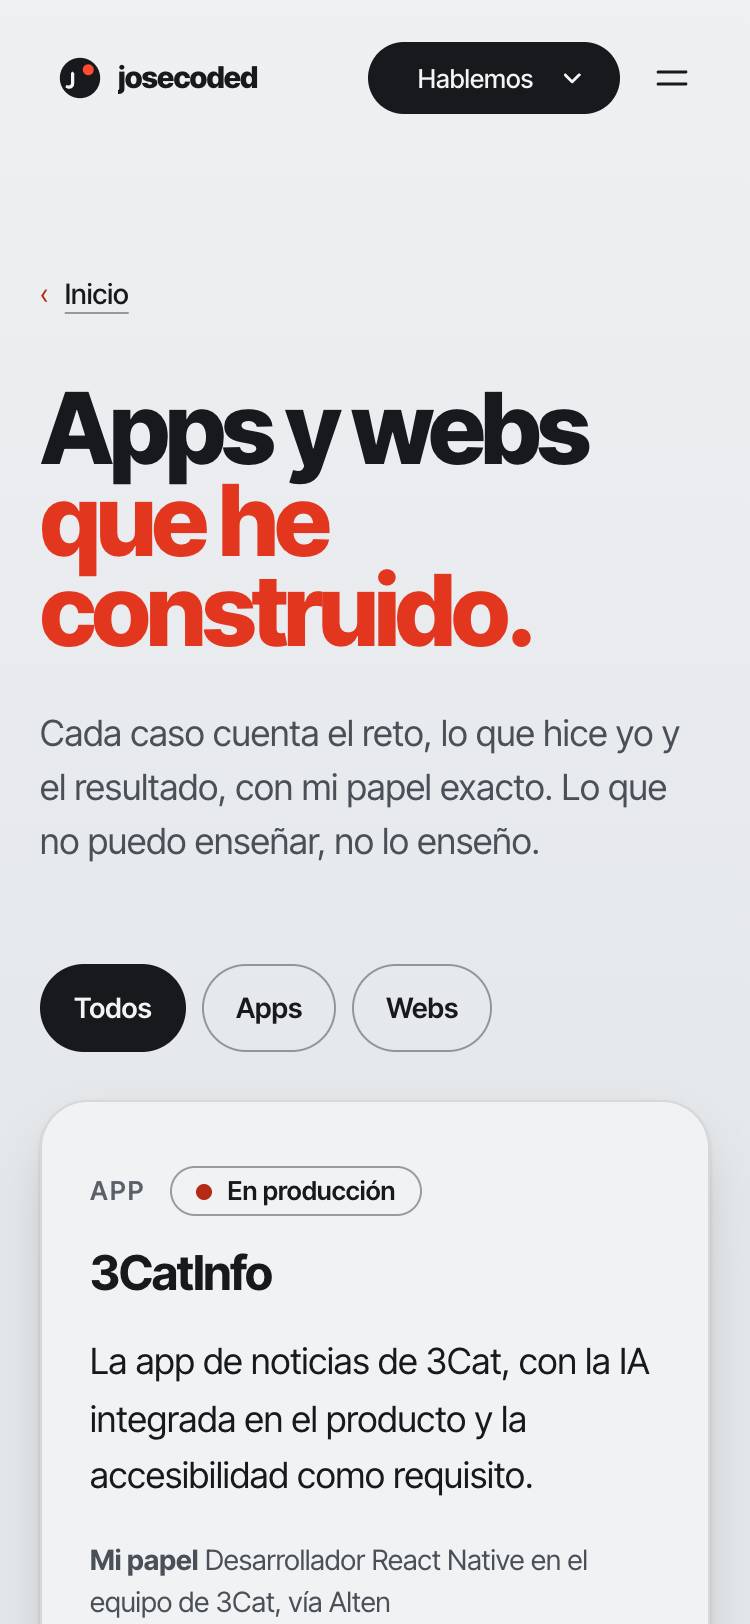 J josecoded
Hablemos
‹ Inicio
Apps y webs
que he
construido.
Cada caso cuenta el reto, lo que hice yo y
el resultado, con mi papel exacto. Lo que
no puedo enseñar, no lo enseño.
Todos Apps Webs
APP En producción
3CatInfo
La app de noticias de 3Cat, con la IA
integrada en el producto y la
accesibilidad como requisito.
Mi papel Desarrollador React Native en el
equipo de 3Cat, vía Alten